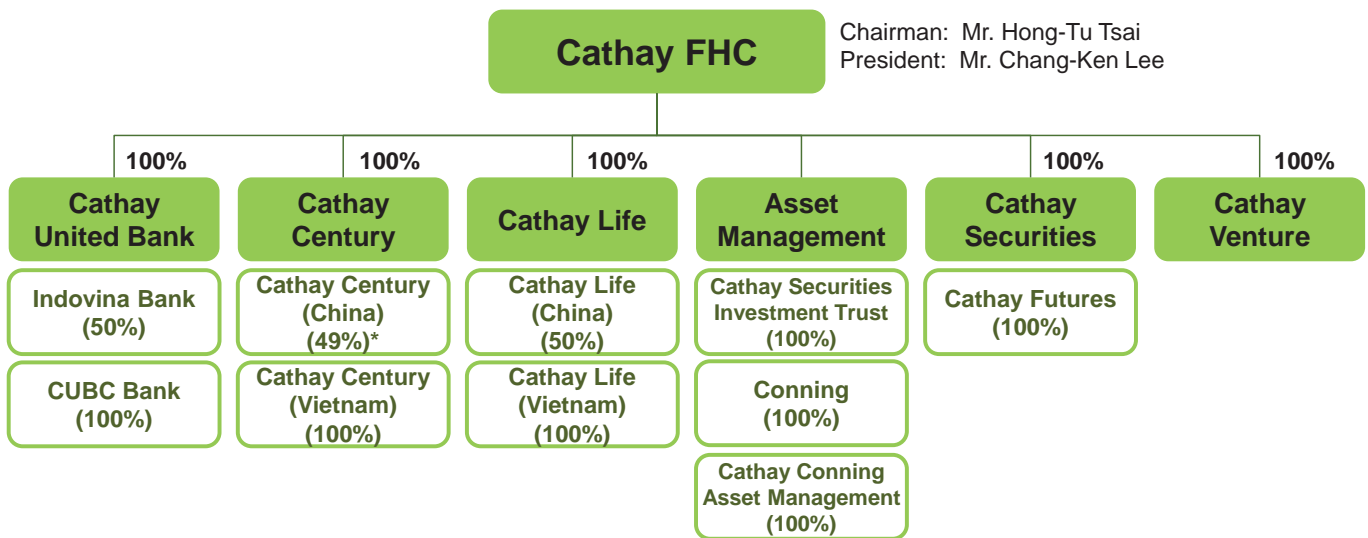 Cathay FHC
Chairman: Mr. Hong-Tu Tsai
President: Mr. Chang-Ken Lee
100%
100%
100%
100%
100%
Cathay
United Bank
Cathay
Century
Cathay Life
Asset
Management
Cathay
Securities
Cathay
Venture
Indovina Bank
(50%)
Cathay Century
(China)
(49%)*
Cathay Life
(China)
(50%)
Cathay Securities
Investment Trust
(100%)
Cathay Futures
(100%)
CUBC Bank
(100%)
Cathay Century
(Vietnam)
(100%)
Cathay Life
(Vietnam)
(100%)
Conning
(100%)
Cathay Conning
Asset Management
(100%)